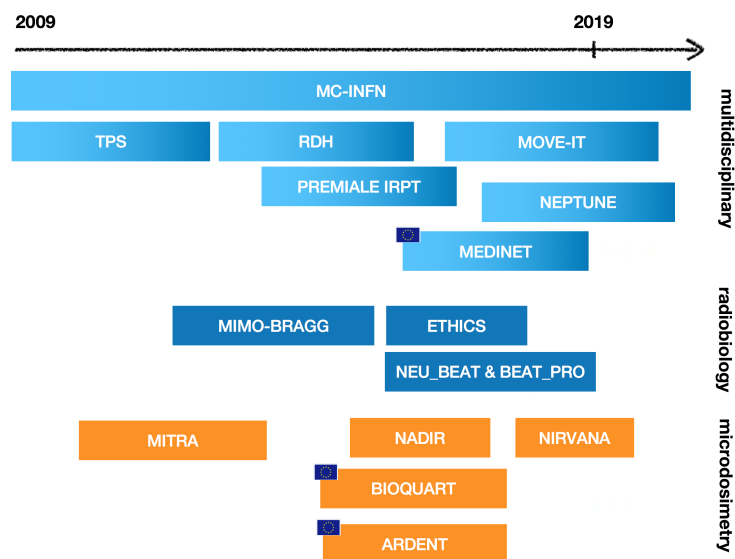 2009
2019
MC-INFN
TPS
RDH
MOVE-IT
PREMIALE IRPT
NEPTUNE
MEDINET
multidisciplinary
MIMO-BRAGG
ETHICS
NEU_BEAT & BEAT_PRO
radiobiology
MITRA
NADIR
NIRVANA
BIOQUART
ARDENT
microdosimetry